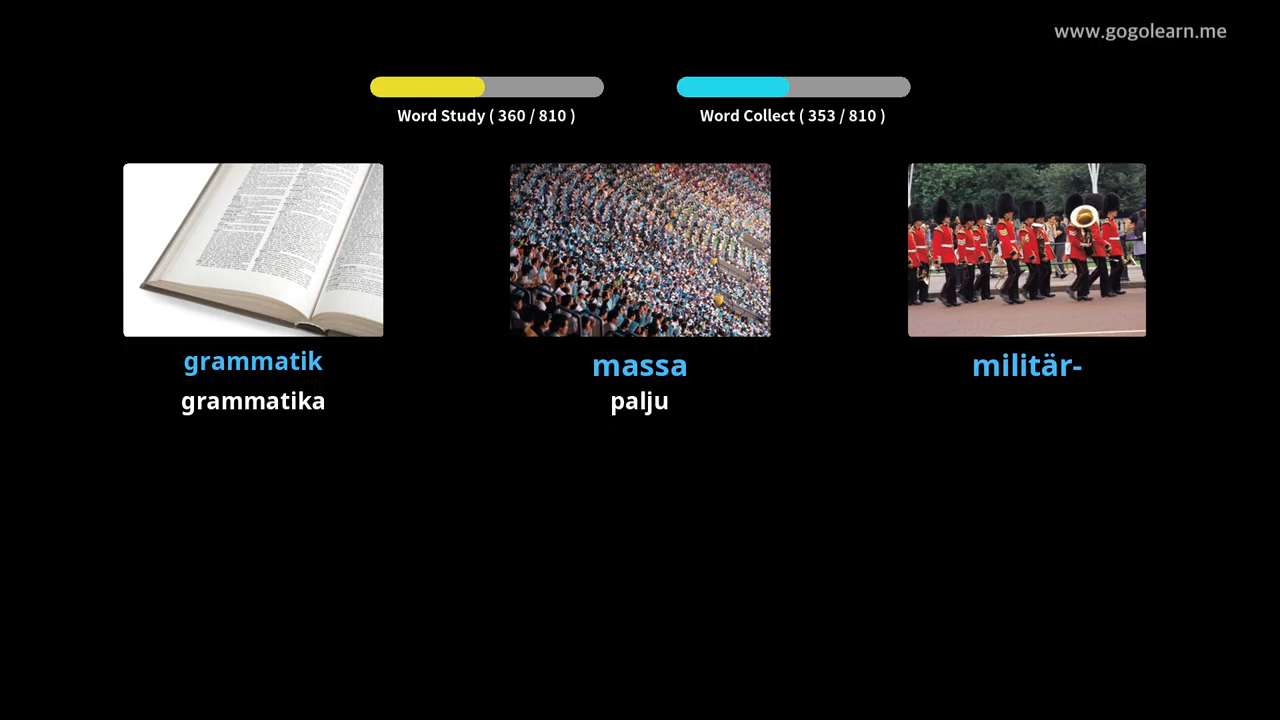 www.gogolearn.me
Word Study ( 360 / 810 )
Word Collect ( 353 / 810 )
grammatik
grammatika
massa
palju
militär-